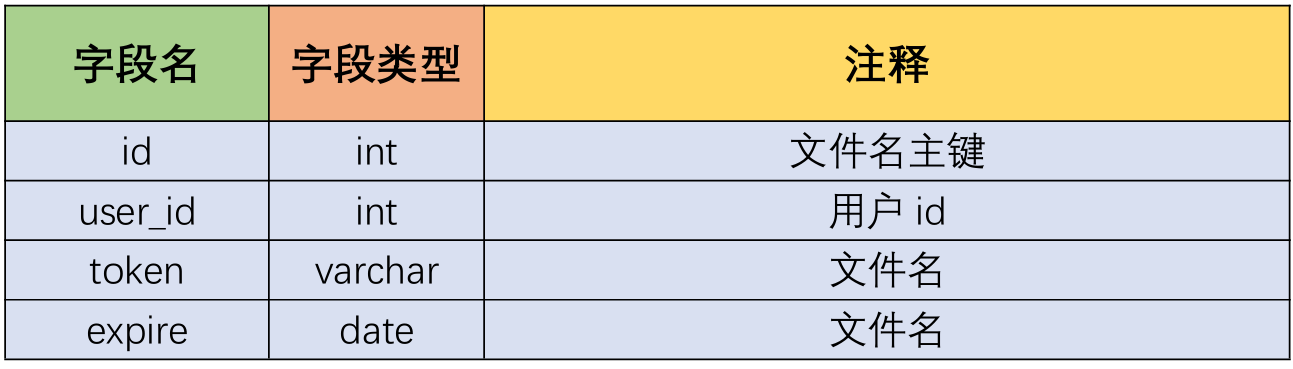 字段名 字段类型 注释
id int 文件名主键
user_id int 用户 id
token varchar 文件名
expire date 文件名